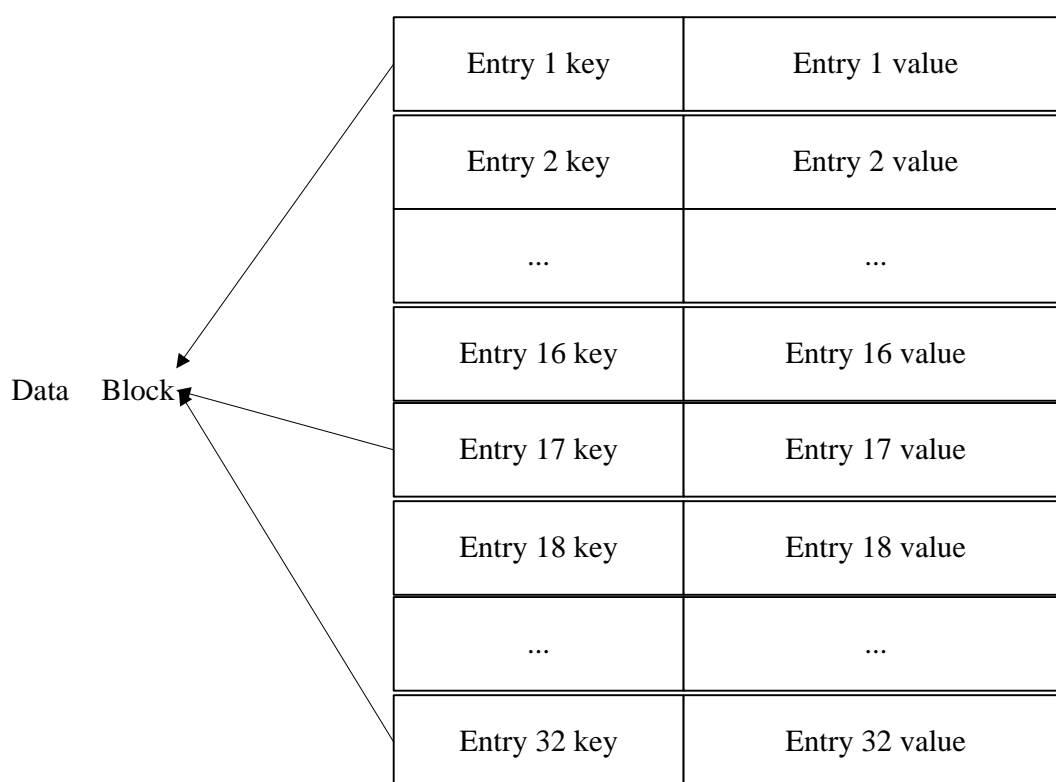 Entry 1 key Entry 1 value
Entry 2 key Entry 2 value
... ...
Entry 16 key Entry 16 value
Data Block
Entry 17 key Entry 17 value
Entry 18 key Entry 18 value
... ...
Entry 32 key Entry 32 value